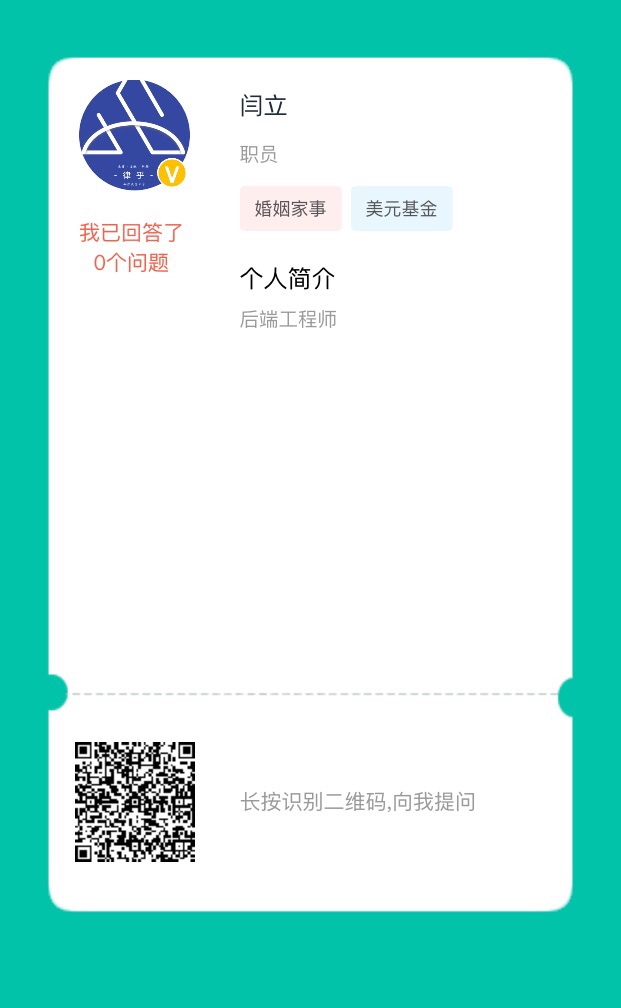 - 律乎 -
V
我已回答了
0个问题
闫立
职员
婚姻家事
美元基金
个人简介
后端工程师
长按识别二维码,向我提问